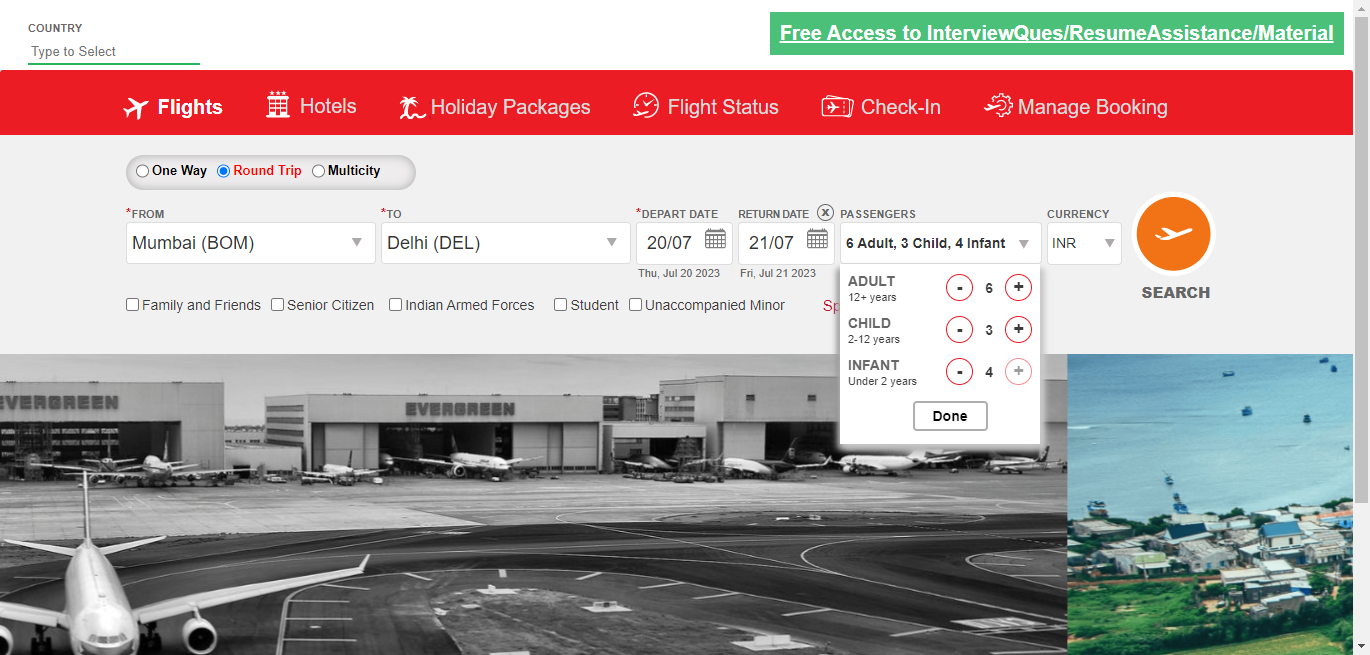 COUNTRY
Type to Select
Free Access to InterviewQues/ResumeAssistance/Material
Flights Hotels Holiday Packages Flight Status Check-In Manage Booking
One Way Round Trip Multicity
*FROM *TO *DEPART DATE RETURN DATE X PASSENGERS CURRENCY
Mumbai (BOM) Delhi (DEL) 20/07 21/07 6 Adult, 3 Child, 4 Infant INR
Thu, Jul 20 2023 Fri, Jul 21 2023
ADULT - 6 +
12+ years
SEARCH
Family and Friends Senior Citizen Indian Armed Forces Student Unaccompanied Minor Sp
CHILD - 3 +
2-12 years
INFANT - 4 +
Under 2 years
Done
EVERGREEN
EVERGREEN